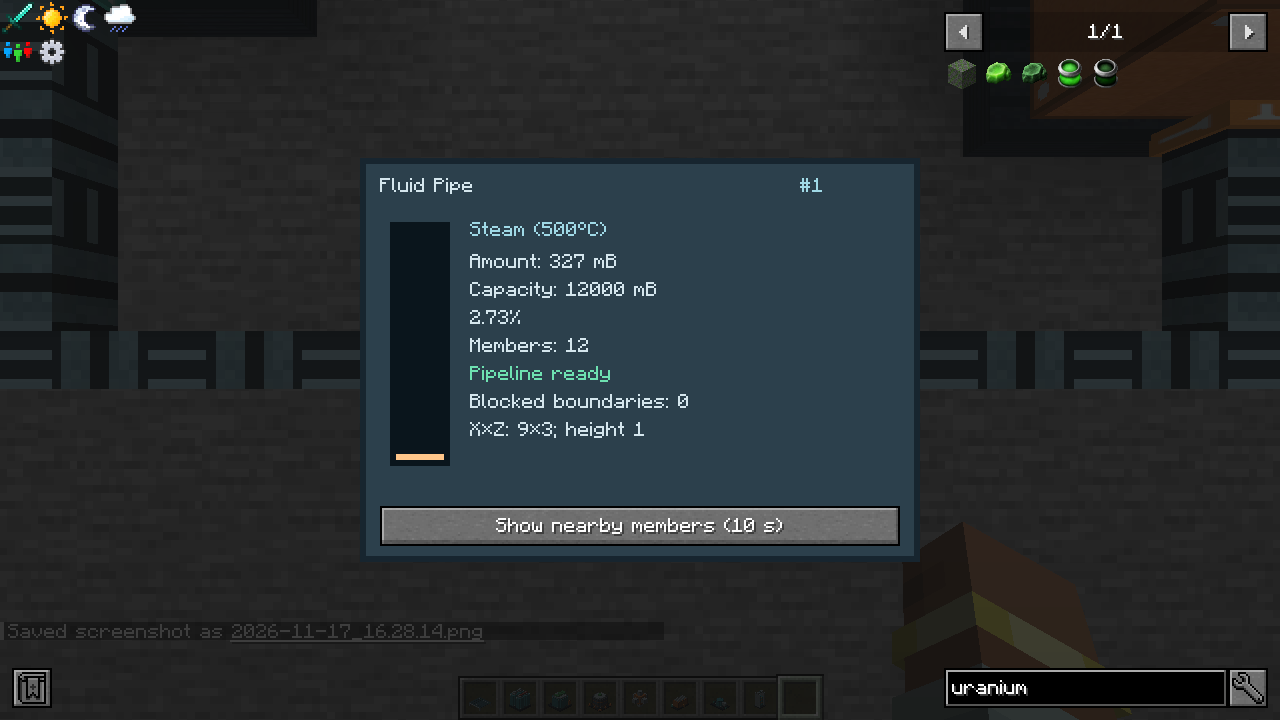 1/1
Fluid Pipe #1
Steam (500ºC)
Amount: 327 mB
Capacity: 12000 mB
2.73%
Members: 12
Pipeline ready
Blocked boundaries: 0
X×Z: 9×3; height 1
Show nearby members (10 s)
Saved screenshot as 2026-11-17_16.28.14.png
uranium